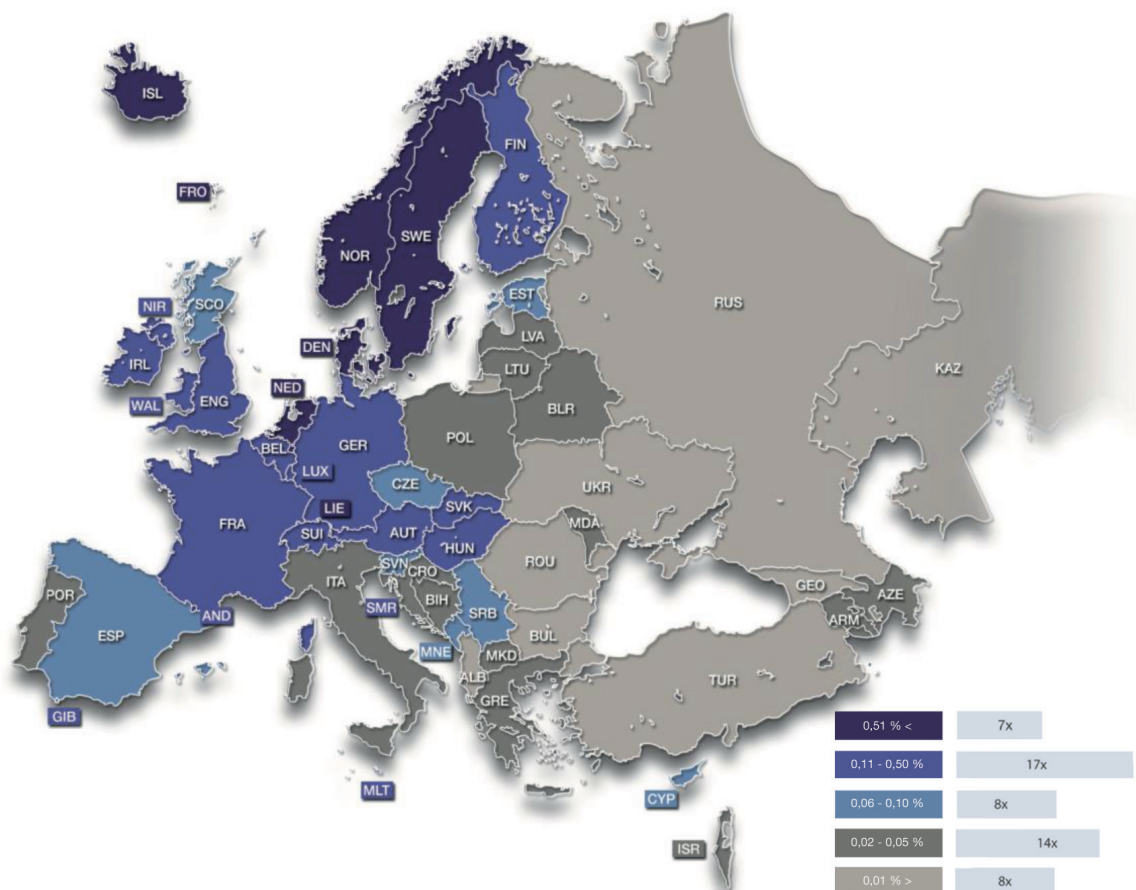 ISL
FIN
FRO
SWE
NOR
RUS
SCO
EST
NIR
LVA
DEN
IRL
LTU
KAZ
NED
WAL
ENG
BLR
POL
GER
BEL
LUX
CZE
UKR
LIE
SVK
FRA
MDA
SUI
AUT
HUN
SVN
ROU
CRO
ITA
GEO
POR
BIH
AZE
SMR
AND
SRB
ARM
ESP
BUL
MNE
MKD
ALB
TUR
GRE
GIB
0,51 % < 7x
0,11 - 0,50 % 17x
MLT
CYP
0,06 - 0,10 % 8x
0,02 - 0,05 % 14x
ISR
0,01 % > 8x